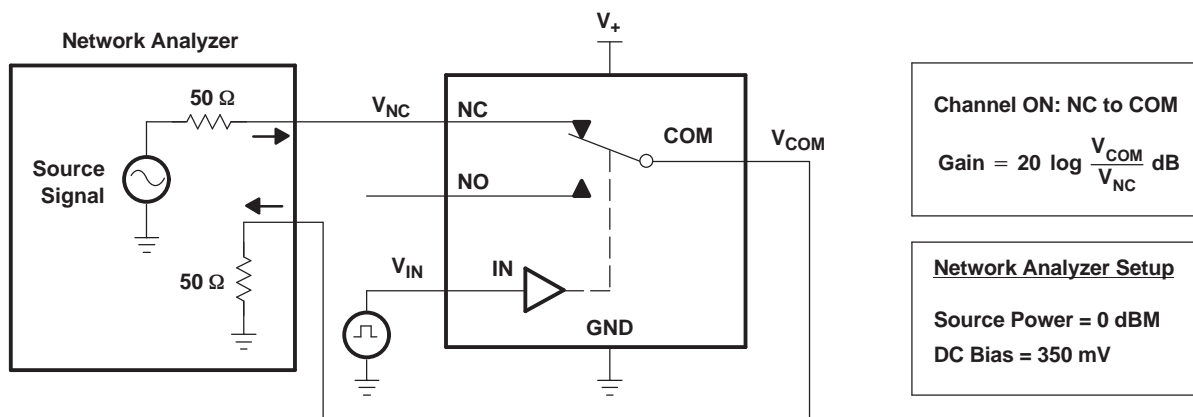 Network Analyzer
50 Ω
Source
Signal
50 Ω
V+
VNC
NC
COM
VCOM
NO
VIN
IN
GND
Channel ON: NC to COM
Gain = 20 log VCOM/VNC dB
Network Analyzer Setup
Source Power = 0 dBM
DC Bias = 350 mV